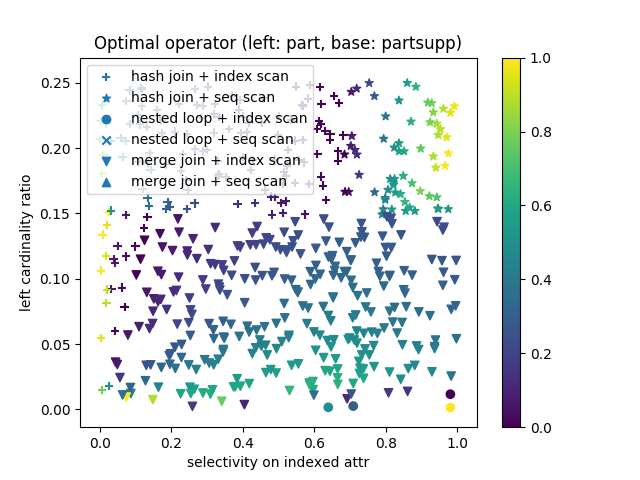 Optimal operator (left: part, base: partsupp)
hash join + index scan
hash join + seq scan
nested loop + index scan
nested loop + seq scan
merge join + index scan
merge join + seq scan
left cardinality ratio
0.25
0.20
0.15
0.10
0.05
0.00
0.0 0.2 0.4 0.6 0.8 1.0
selectivity on indexed attr
1.0
0.8
0.6
0.4
0.2
0.0